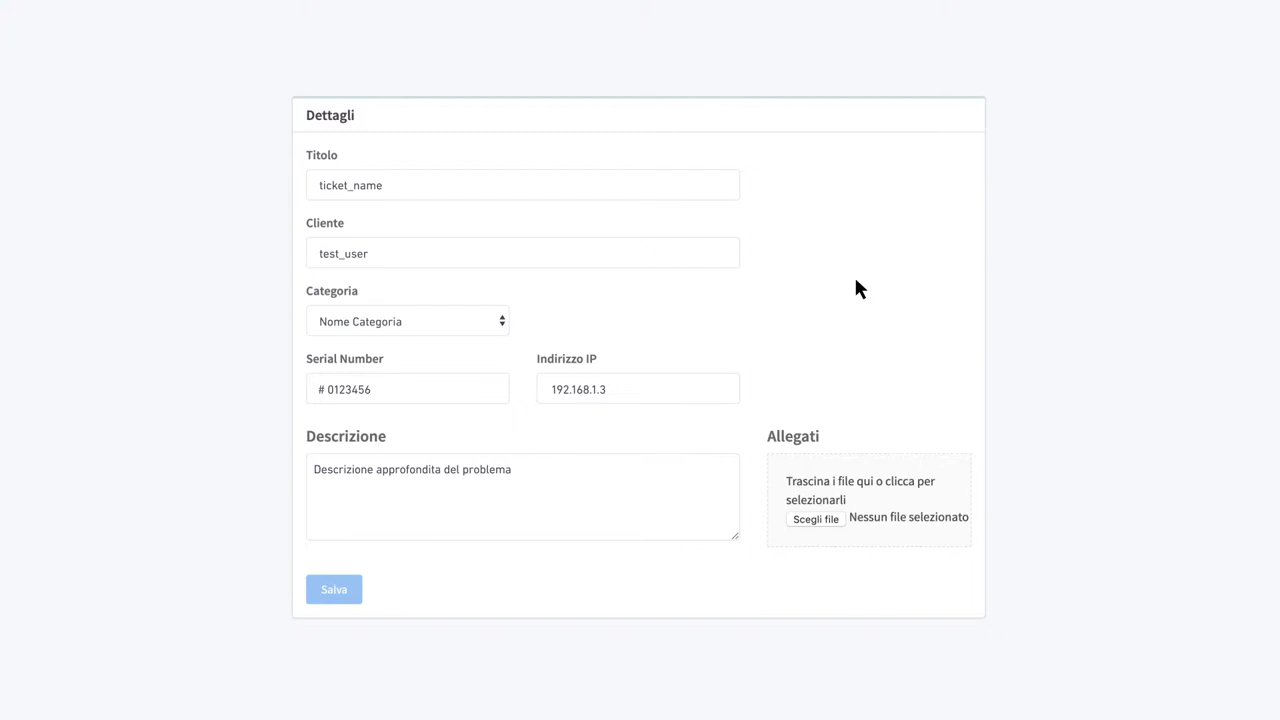 Dettagli
Titolo
ticket_name
Cliente
test_user
Categoria
Nome Categoria
Serial Number
Indirizzo IP
# 0123456
192.168.1.3
Descrizione
Allegati
Descrizione approfondita del problema
Trascina i file qui o clicca per
selezionarli
Scegli file Nessun file selezionato
Salva